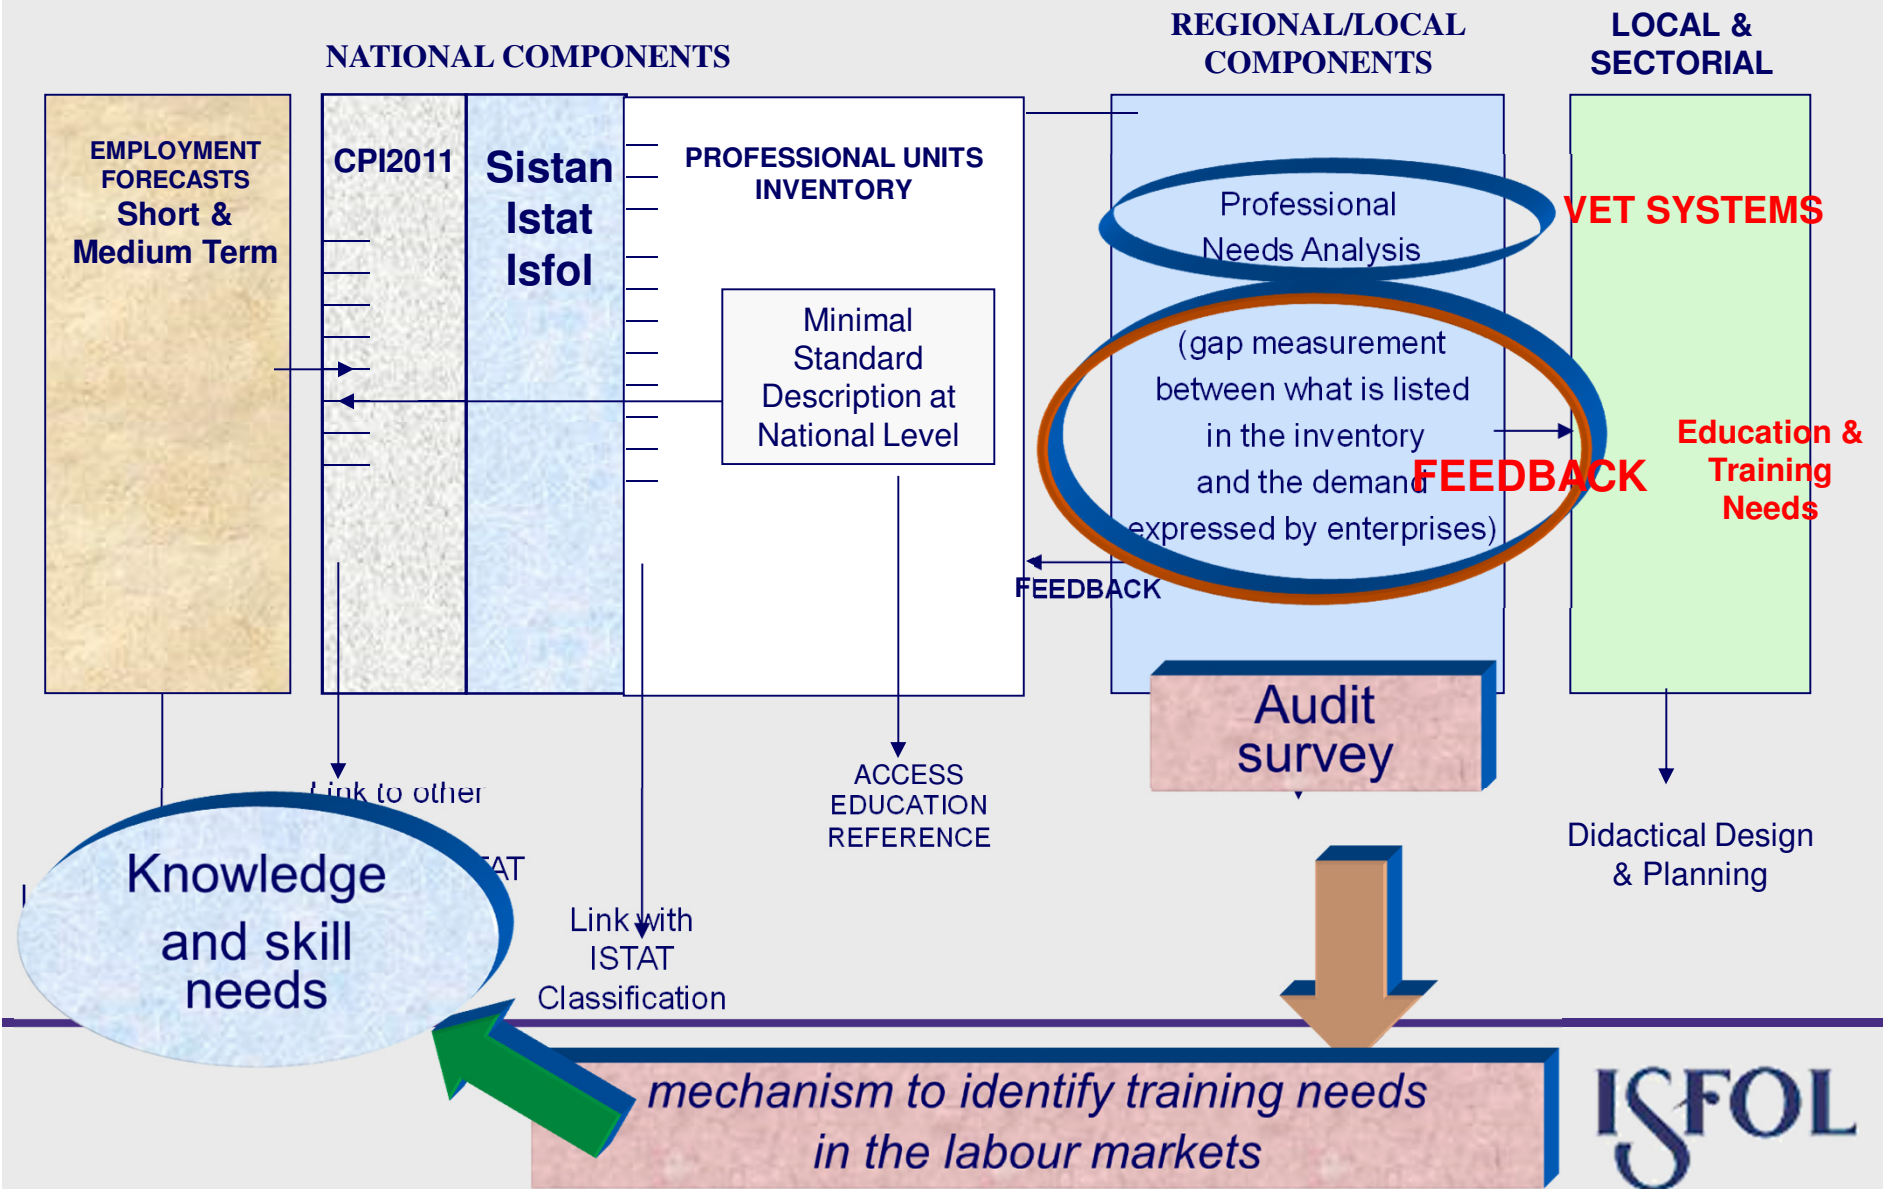 NATIONAL COMPONENTS
REGIONAL/LOCAL
COMPONENTS
LOCAL &
SECTORIAL
EMPLOYMENT
FORECASTS
Short &
Medium Term
CPI2011
Sistan
Istat
Isfol
PROFESSIONAL UNITS
INVENTORY
Minimal
Standard
Description at
National Level
Professional
Needs Analysis
(gap measurement
between what is listed
in the inventory
and the demand
expressed by enterprises)
FEEDBACK
FEEDBACK
VET SYSTEMS
Education &
Training
Needs
Audit
survey
Link to other
Knowledge
and skill
needs
Link with
ISTAT
Classification
ACCESS
EDUCATION
REFERENCE
Didactical Design
& Planning
mechanism to identify training needs
in the labour markets
ISFOL